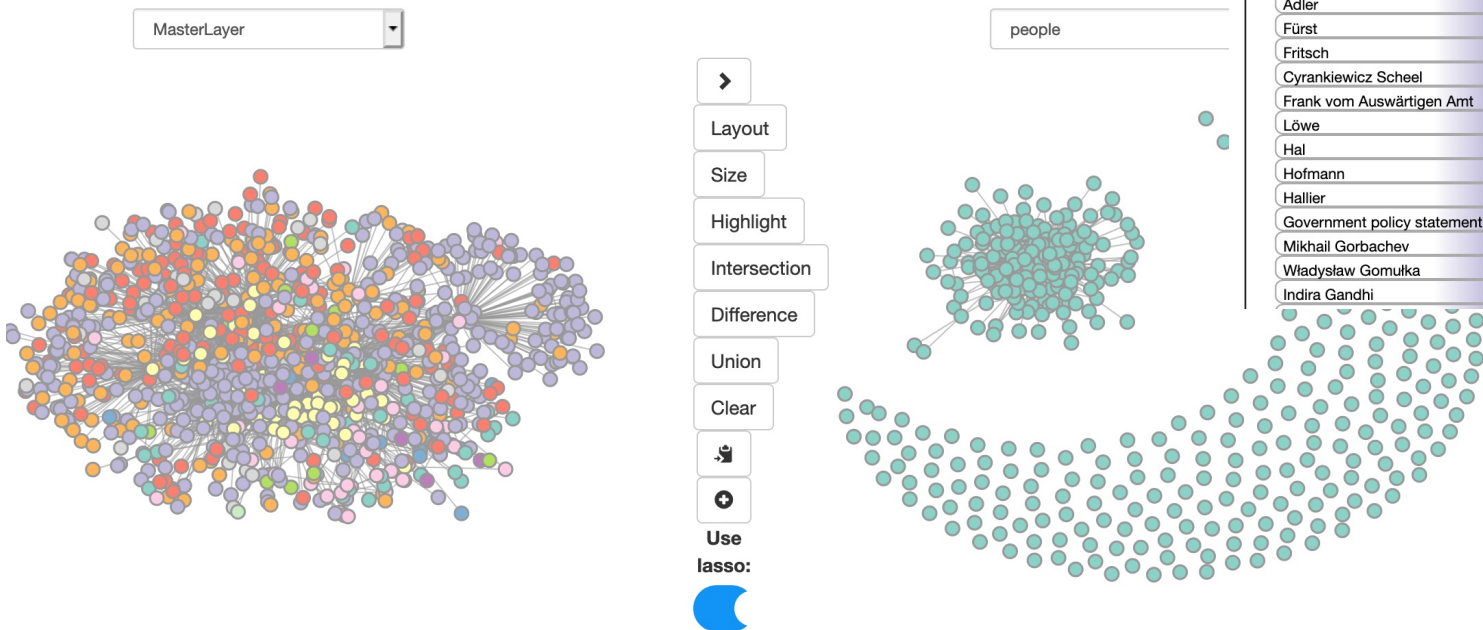 MasterLayer
Layout
Size
Highlight
Intersection
Difference
Union
Clear
Use
lasso:
people
Adler
Fürst
Fritsch
Cyrankiewicz Scheel
Frank vom Auswärtigen Amt
Löwe
Hal
Hofmann
Hallier
Government policy statement
Mikhail Gorbachev
Władysław Gomułka
Indira Gandhi